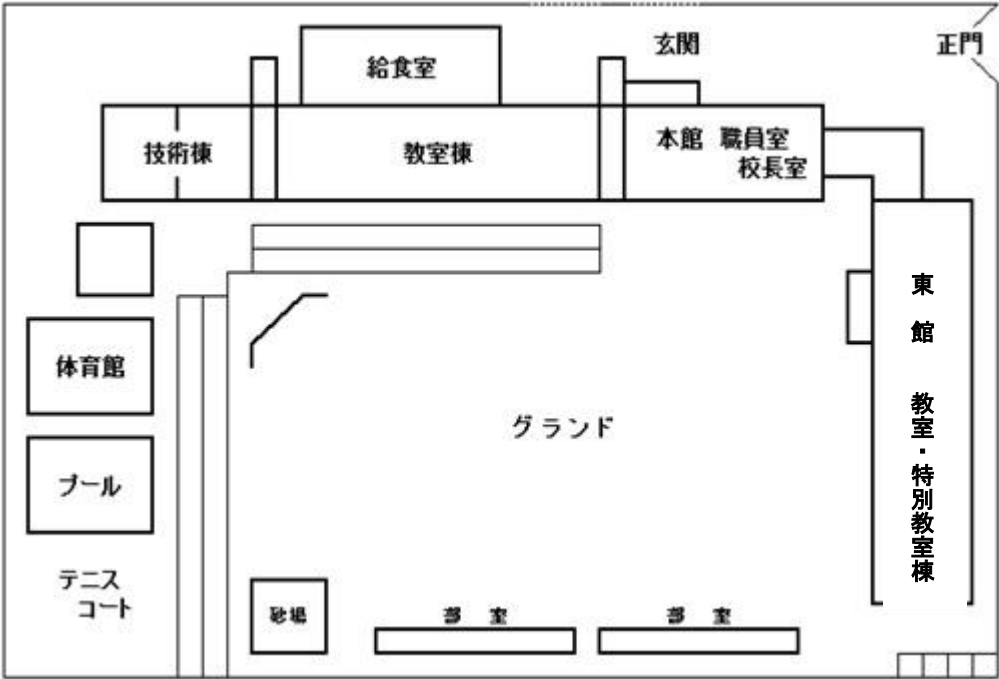 玄関
正門
給食室
技術棟
教室棟
本館 職員室
校長室
東館 教室・特別教室棟
体育館
プール
グランド
テニス
コート
砂場
部室
部室